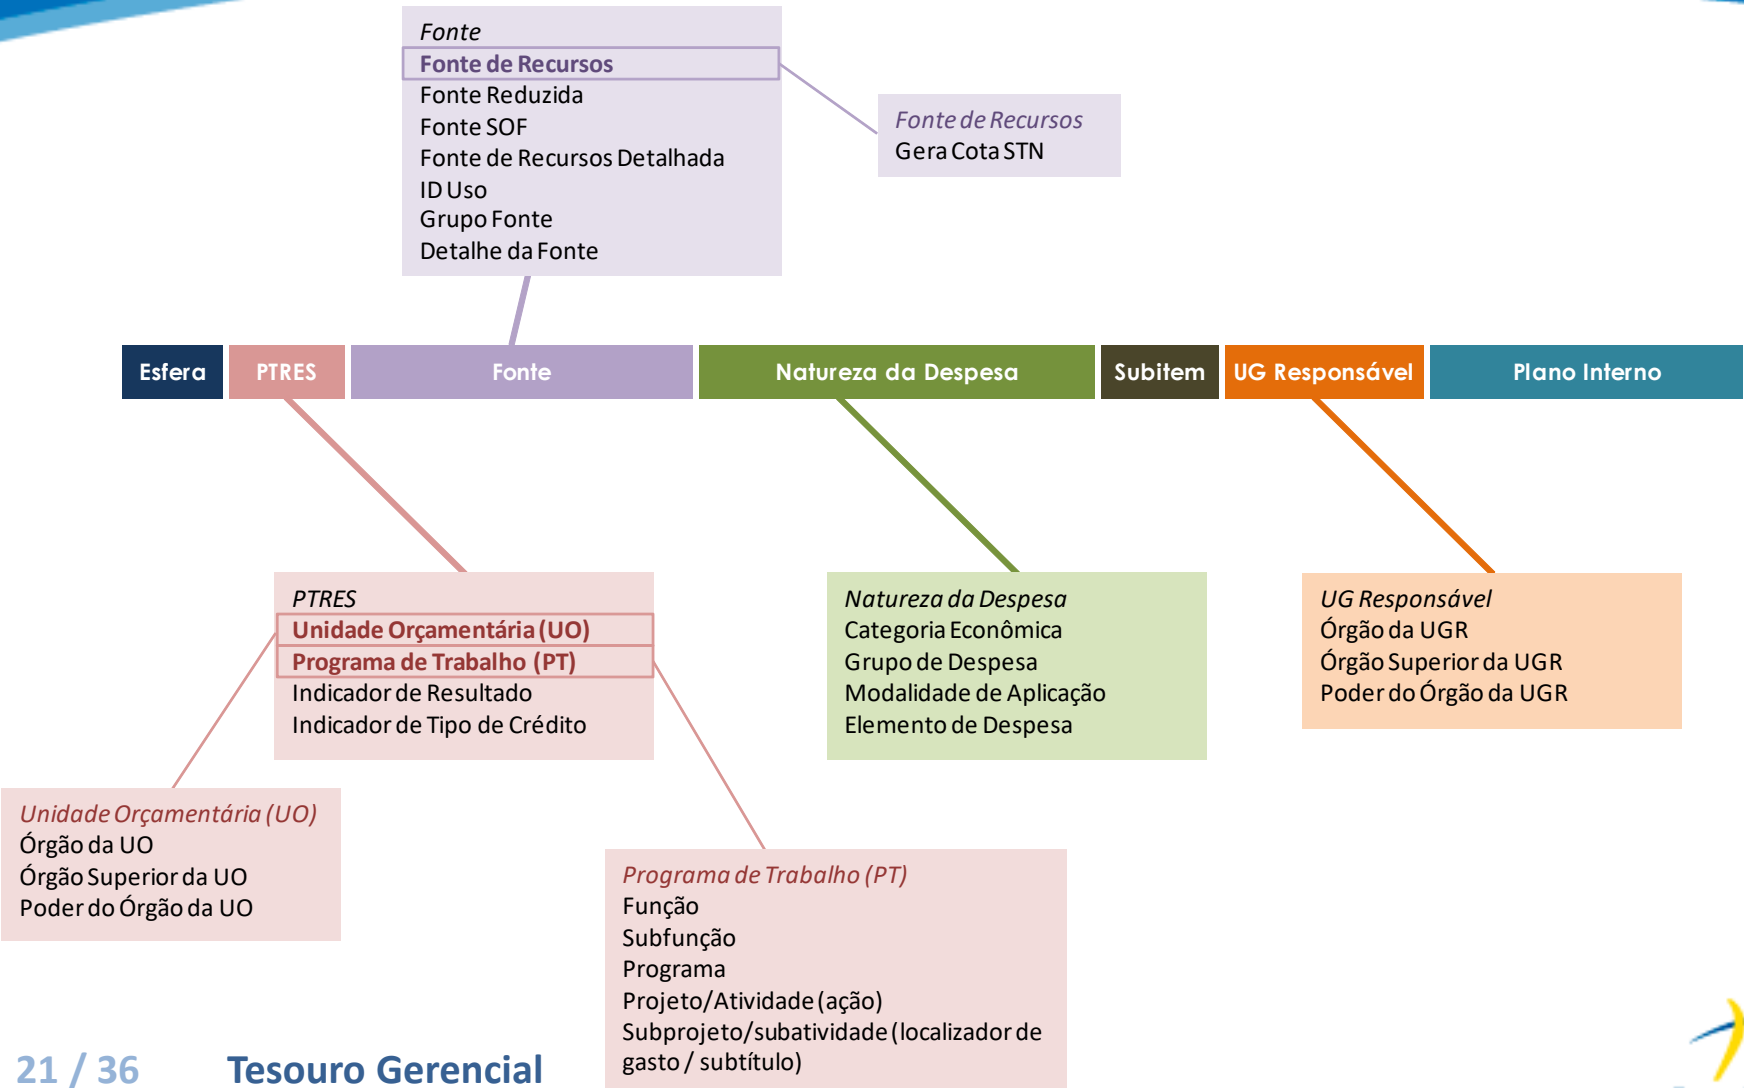 Fonte
Fonte de Recursos
Fonte Reduzida
Fonte SOF
Fonte de Recursos Detalhada
ID Uso
Grupo Fonte
Detalhe da Fonte
Fonte de Recursos
Gera Cota STN
Esfera
PTRES
Fonte
Natureza da Despesa
Subitem
UG Responsável
Plano Interno
PTRES
Unidade Orçamentária (UO)
Programa de Trabalho (PT)
Indicador de Resultado
Indicador de Tipo de Crédito
Natureza da Despesa
Categoria Econômica
Grupo de Despesa
Modalidade de Aplicação
Elemento de Despesa
UG Responsável
Órgão da UGR
Órgão Superior da UGR
Poder do Órgão da UGR
Unidade Orçamentária (UO)
Órgão da UO
Órgão Superior da UO
Poder do Órgão da UO
Programa de Trabalho (PT)
Função
Subfunção
Programa
Projeto/Atividade (ação)
Subprojeto/subatividade (localizador de
gasto / subtítulo)
21 / 36
Tesouro Gerencial